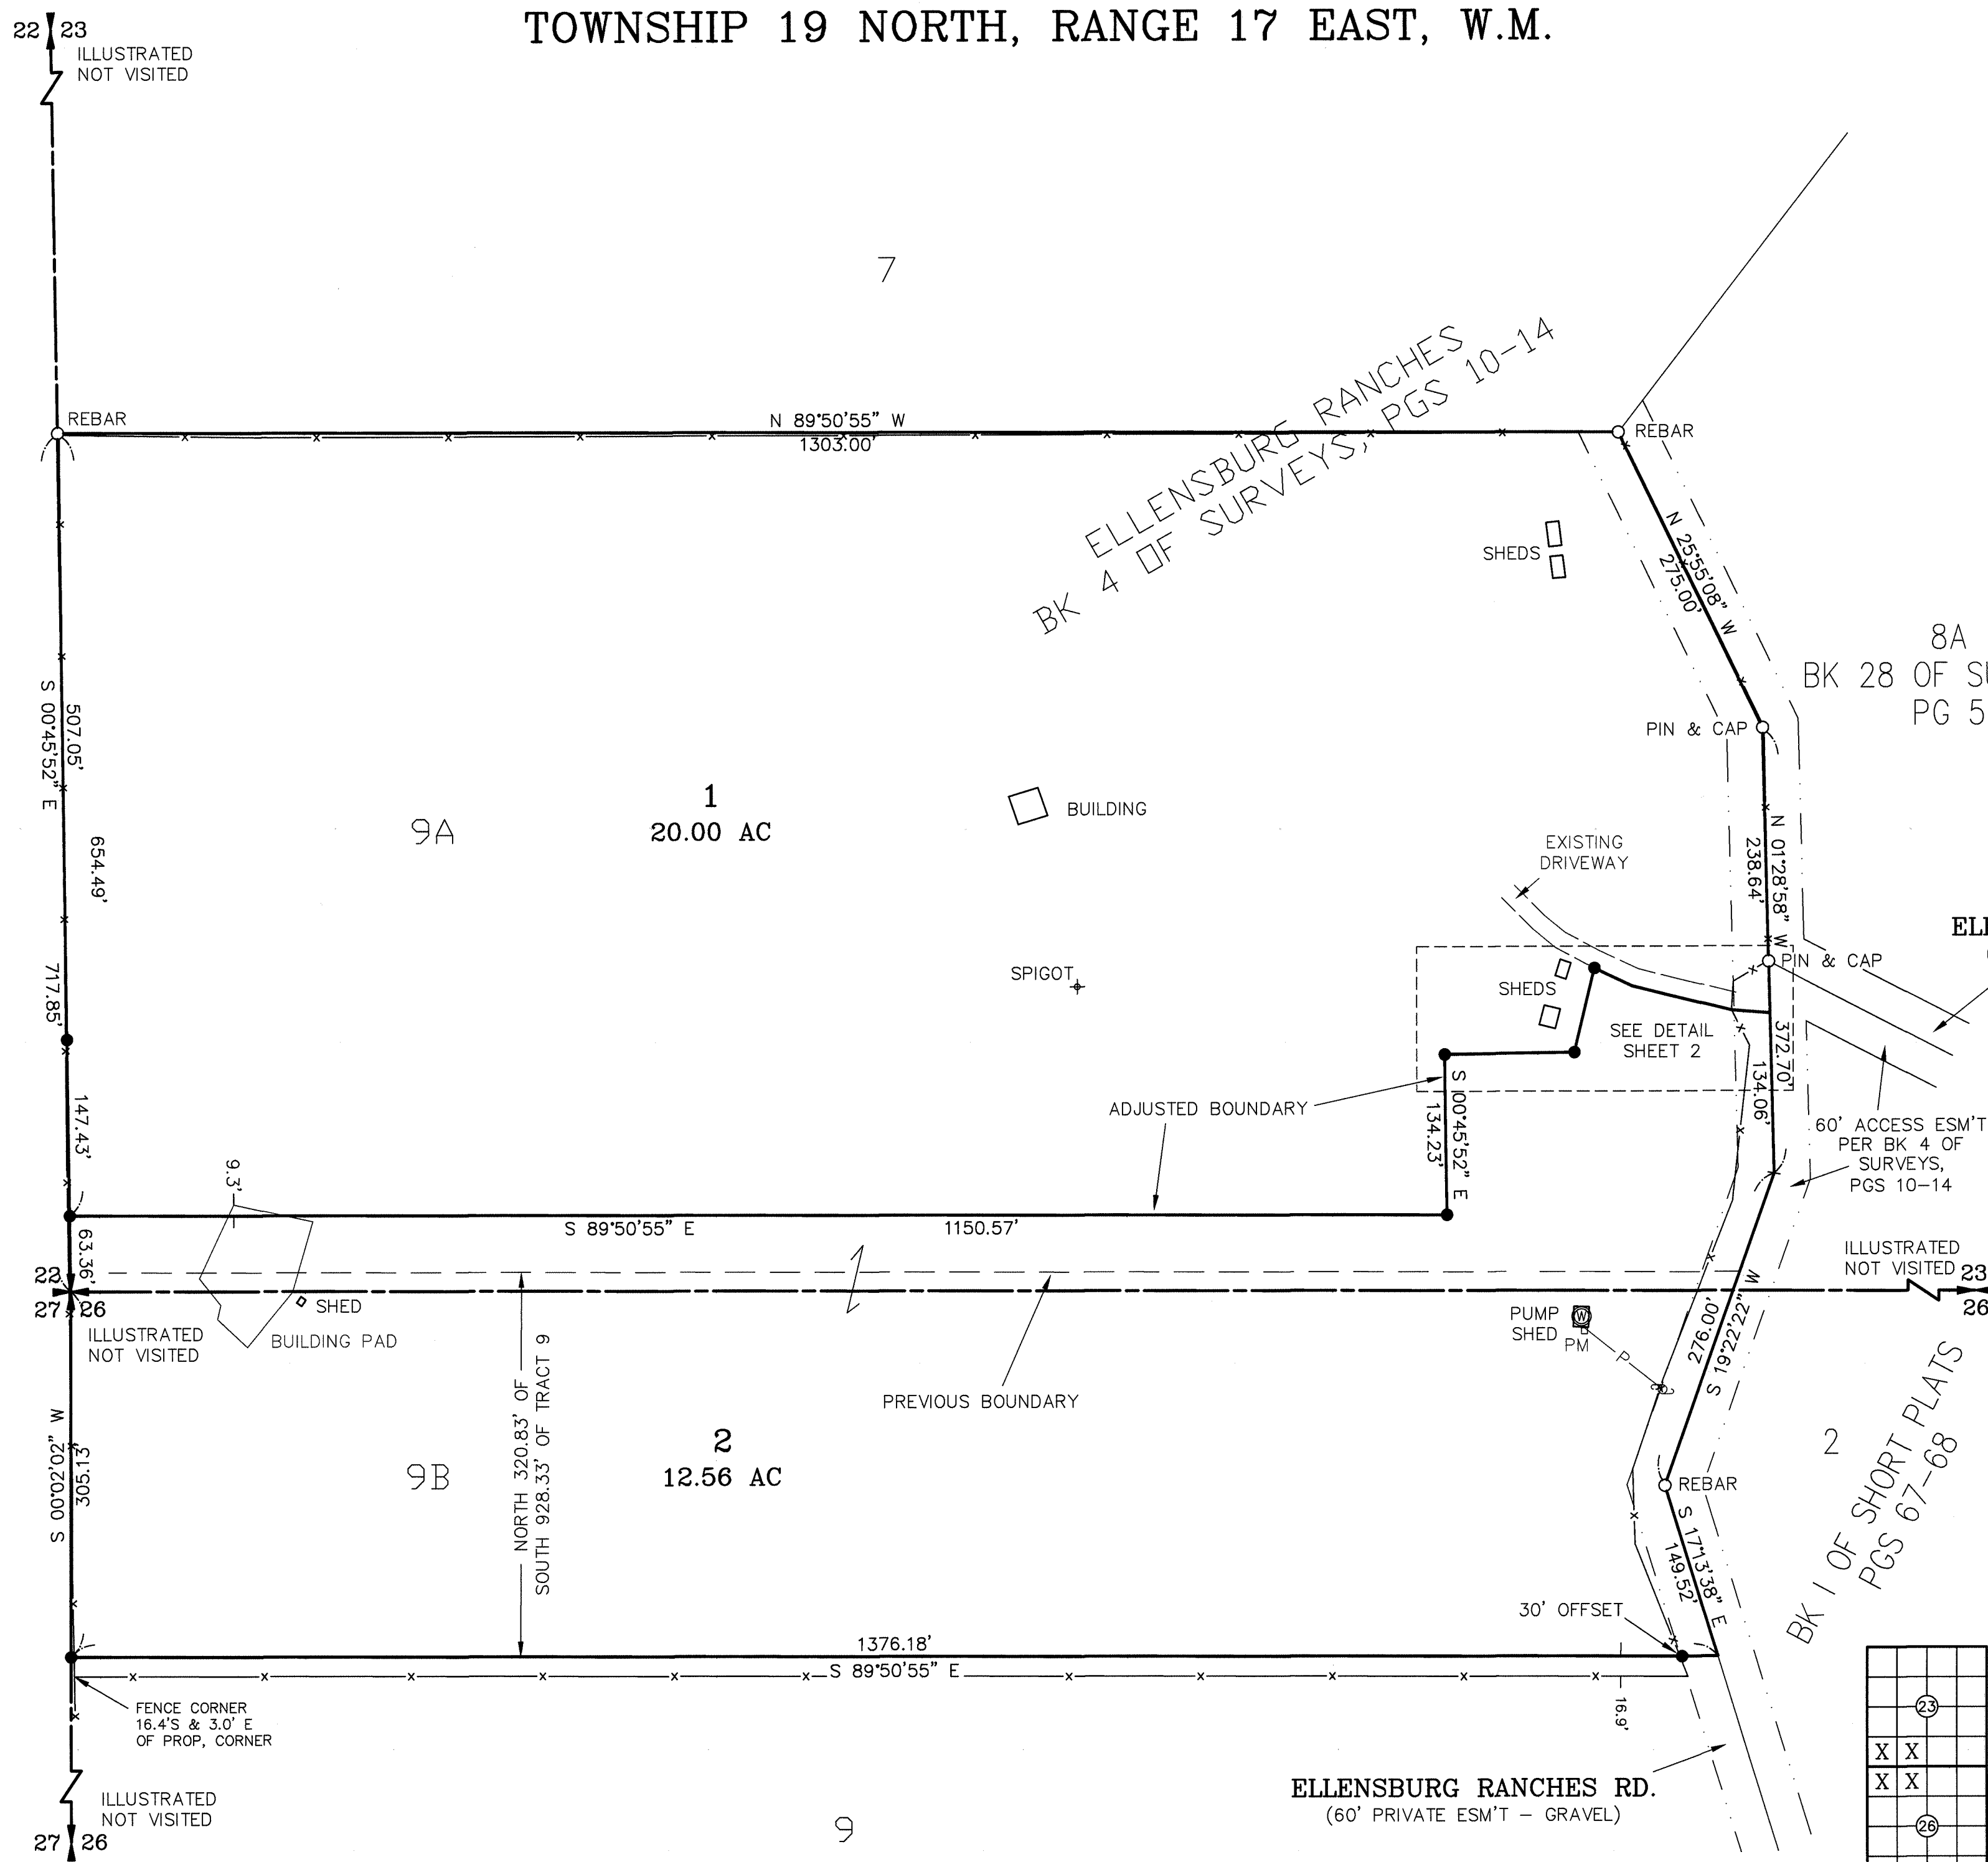 TOWNSHIP 19 NORTH, RANGE 17 EAST, W.M.
22 23
ILLUSTRATED
NOT VISITED
7
ELLENSBURG RANCHES
BK 4 OF SURVEYS, PGS 10-14
REBAR
N 89°50'55" W
1303.00'
REBAR
SHEDS
N 25°55'08" W
275.00'
8A
BK 28 OF SU
PG 5
PIN & CAP
S 00°45'52" E
507.05'
654.49'
717.85'
1
20.00 AC
9A
BUILDING
EXISTING
DRIVEWAY
N 01°28'58" W
238.64'
ELL
PIN & CAP
SPIGOT
SHEDS
SEE DETAIL
SHEET 2
372.70'
134.06'
147.43'
ADJUSTED BOUNDARY
S 00°45'52" E
134.23'
60' ACCESS ESM'T
PER BK 4 OF
SURVEYS,
PGS 10-14
9.3'
S 89°50'55" E
1150.57'
63.36'
22
27 26
ILLUSTRATED
NOT VISITED
SHED
BUILDING PAD
ILLUSTRATED
NOT VISITED
23
26
PUMP
SHED
W
PM
P
276.00'
S 19°22'22" W
PREVIOUS BOUNDARY
NORTH 320.83' OF
SOUTH 928.33' OF TRACT 9
S 00°02'02" W
305.13'
2
12.56 AC
9B
2
BK 1 OF SHORT PLATS
PGS 67-68
REBAR
S 17°13'38" E
149.52'
30' OFFSET
1376.18'
S 89°50'55" E
FENCE CORNER
16.4'S & 3.0' E
OF PROP, CORNER
16.9'
ELLENSBURG RANCHES RD.
(60' PRIVATE ESM'T - GRAVEL)
ILLUSTRATED
NOT VISITED
27 26
9
23
X X
X X
26